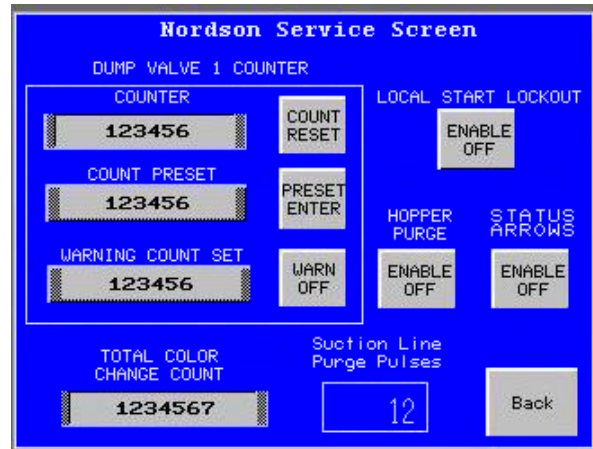 Nordson Service Screen
DUMP VALVE 1 COUNTER
COUNTER
123456
COUNT
RESET
COUNT PRESET
123456
PRESET
ENTER
WARNING COUNT SET
123456
WARN
OFF
LOCAL START LOCKOUT
ENABLE
OFF
HOPPER
PURGE
ENABLE
OFF
STATUS
ARROWS
ENABLE
OFF
TOTAL COLOR
CHANGE COUNT
1234567
Suction Line
Purge Pulses
12
Back